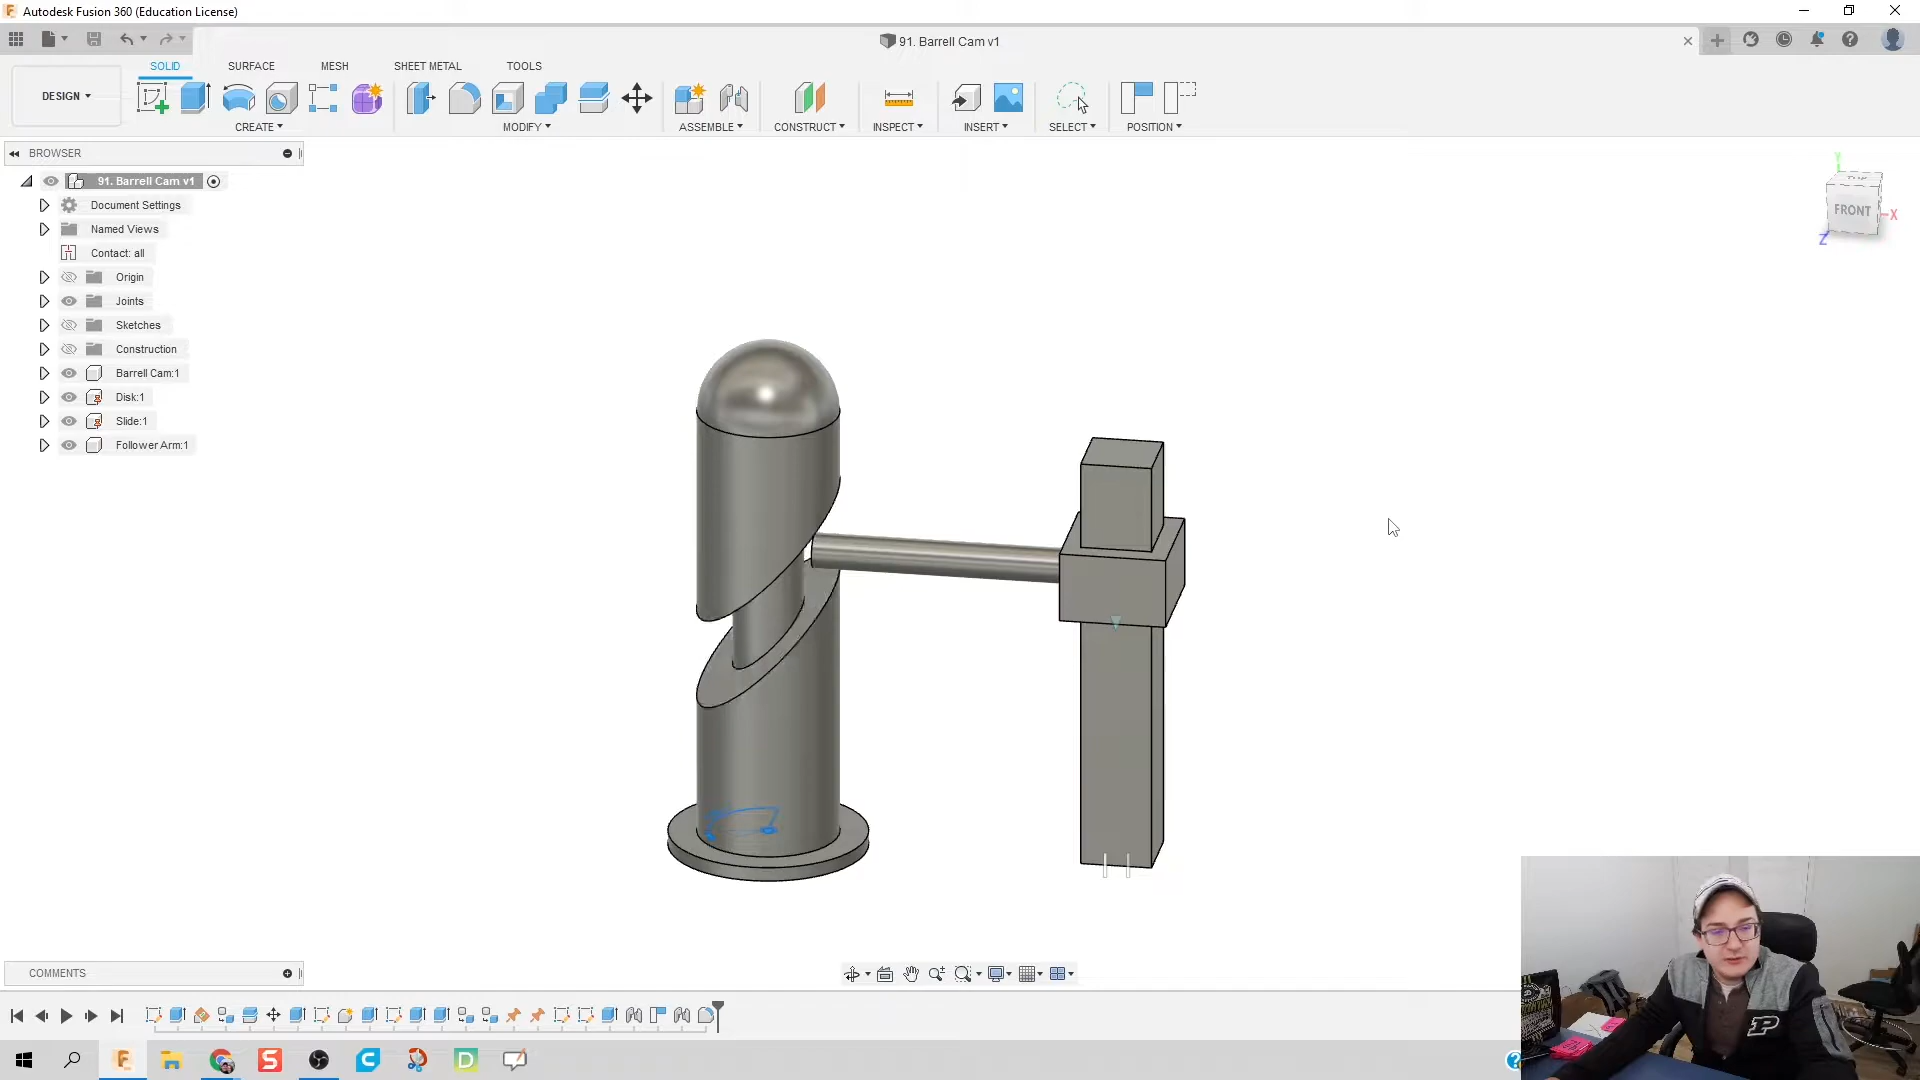 Autodesk Fusion 360 (Education License)
91. Barrell Cam v1
SOLID SURFACE MESH SHEET METAL TOOLS
DESIGN
CREATE MODIFY ASSEMBLE CONSTRUCT INSPECT INSERT SELECT POSITION
BROWSER
91. Barrell Cam v1
Document Settings
Named Views
Contact: all
Origin
Joints
Sketches
Construction
Barrell Cam:1
Disk:1
Slide:1
Follower Arm:1
Y
TOP
FRONT
X
Z
COMMENTS
P